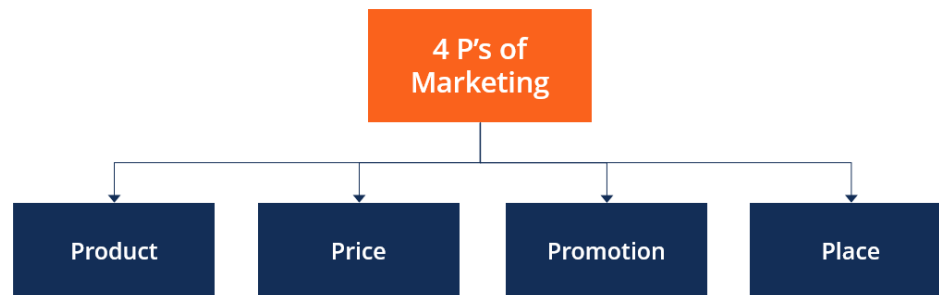 4 P’s of
Marketing
Product
Price
Promotion
Place